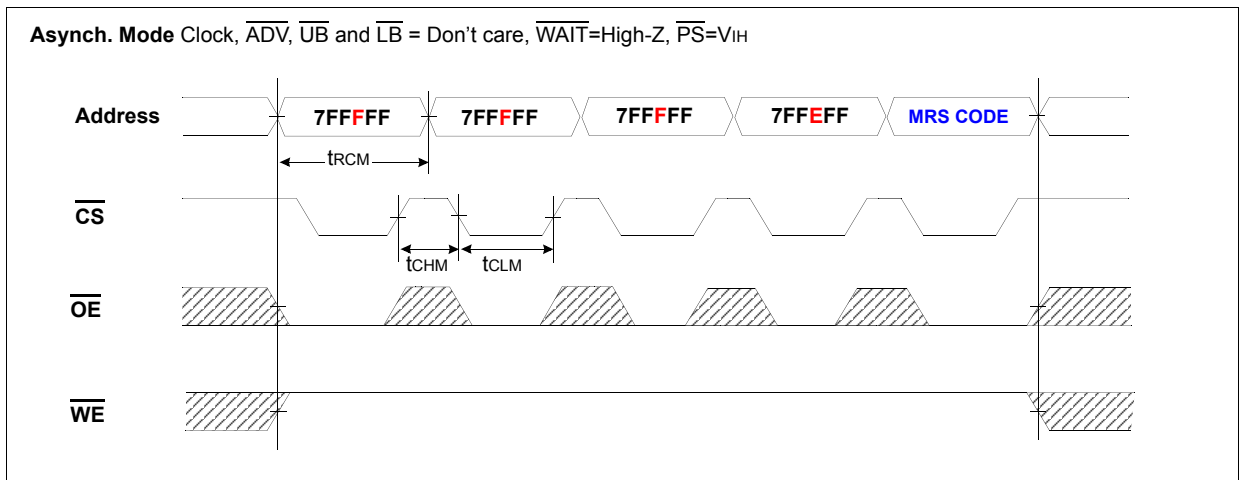 Asynch. Mode Clock, ADV, UB and LB = Don't care, WAIT=High-Z, PS=VIH
Address
7FFFFF 7FFFFF 7FFFFF 7FFEFF MRS CODE
tRCM
CS
tCHM tCLM
OE
WE